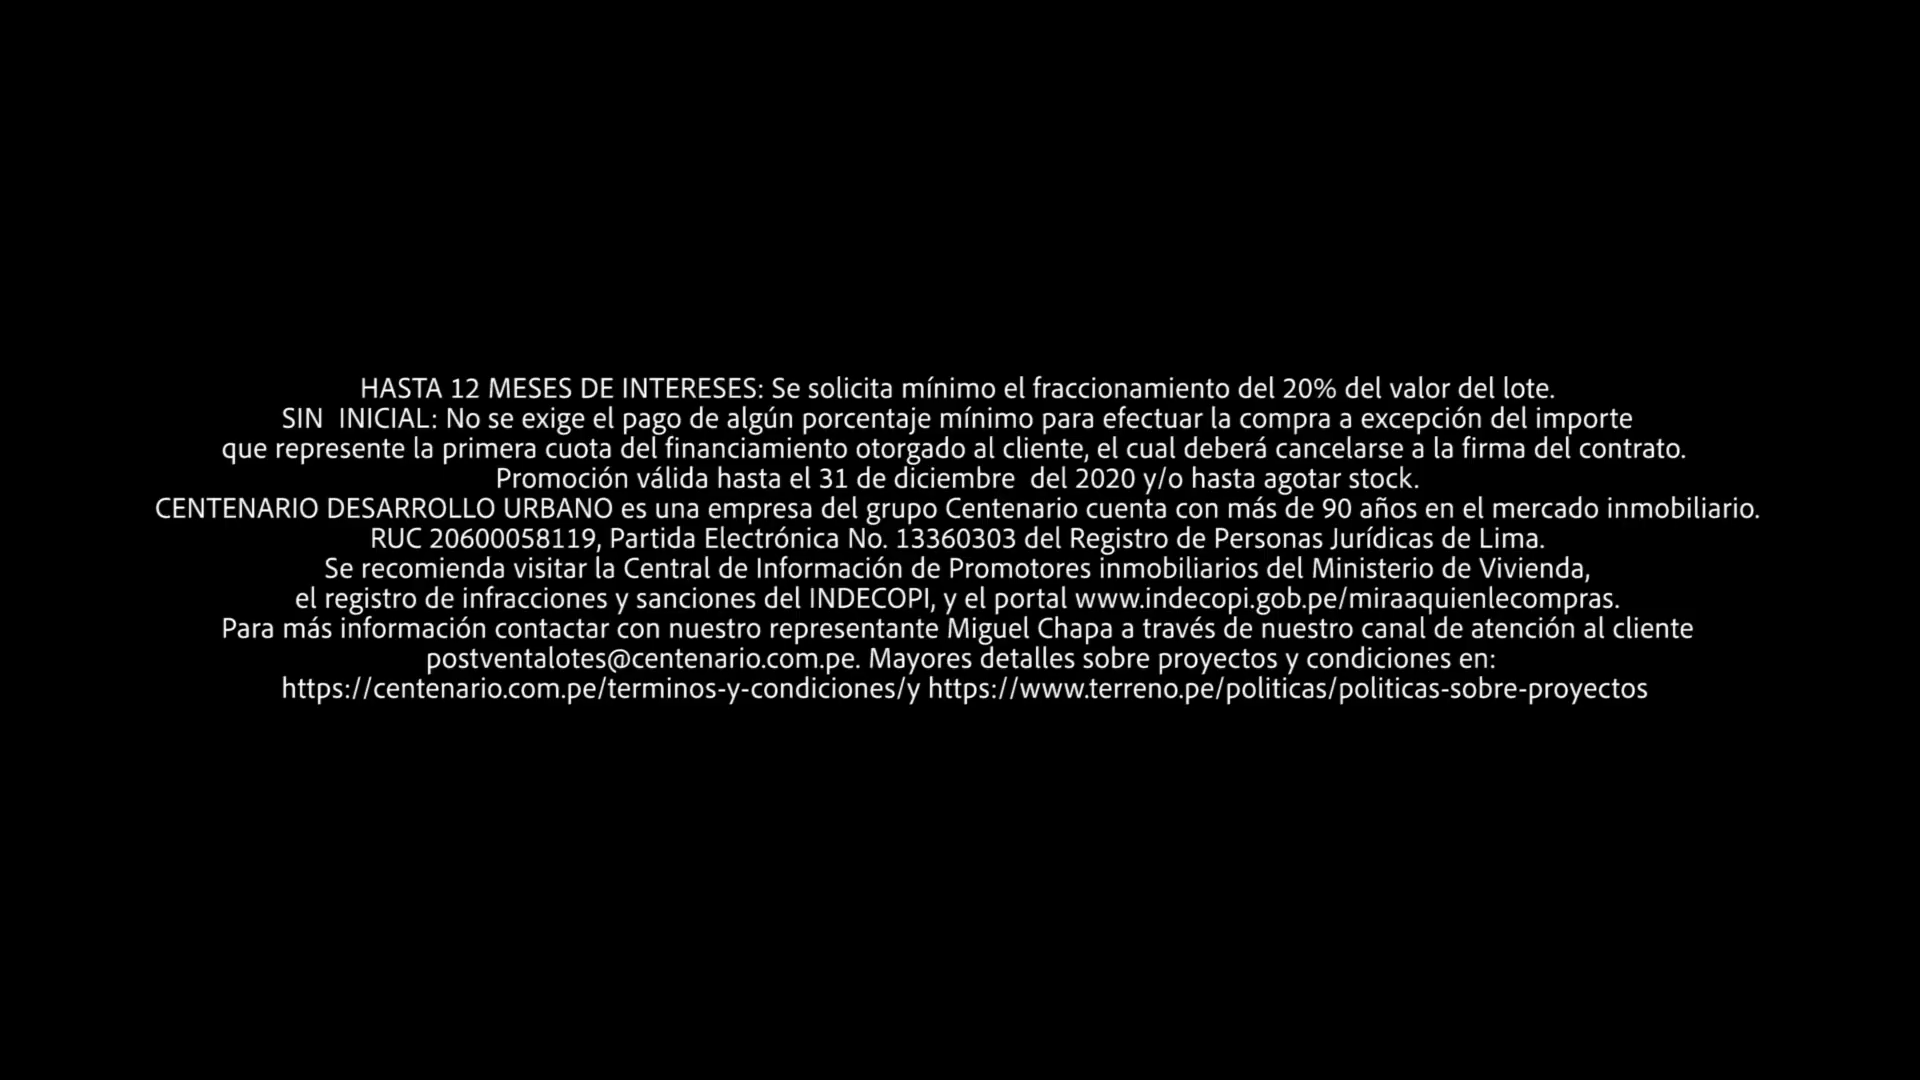 HASTA 12 MESES DE INTERESES: Se solicita mínimo el fraccionamiento del 20% del valor del lote.
SIN  INICIAL: No se exige el pago de algún porcentaje mínimo para efectuar la compra a excepción del importe
que represente la primera cuota del financiamiento otorgado al cliente, el cual deberá cancelarse a la firma del contrato.
Promoción válida hasta el 31 de diciembre  del 2020 y/o hasta agotar stock.
CENTENARIO DESARROLLO URBANO es una empresa del grupo Centenario cuenta con más de 90 años en el mercado inmobiliario.
RUC 20600058119, Partida Electrónica No. 13360303 del Registro de Personas Jurídicas de Lima.
Se recomienda visitar la Central de Información de Promotores inmobiliarios del Ministerio de Vivienda,
el registro de infracciones y sanciones del INDECOPI, y el portal www.indecopi.gob.pe/miraaquienlecompras.
Para más información contactar con nuestro representante Miguel Chapa a través de nuestro canal de atención al cliente
postventalotes@centenario.com.pe. Mayores detalles sobre proyectos y condiciones en:
https://centenario.com.pe/terminos-y-condiciones/y https://www.terreno.pe/politicas/politicas-sobre-proyectos